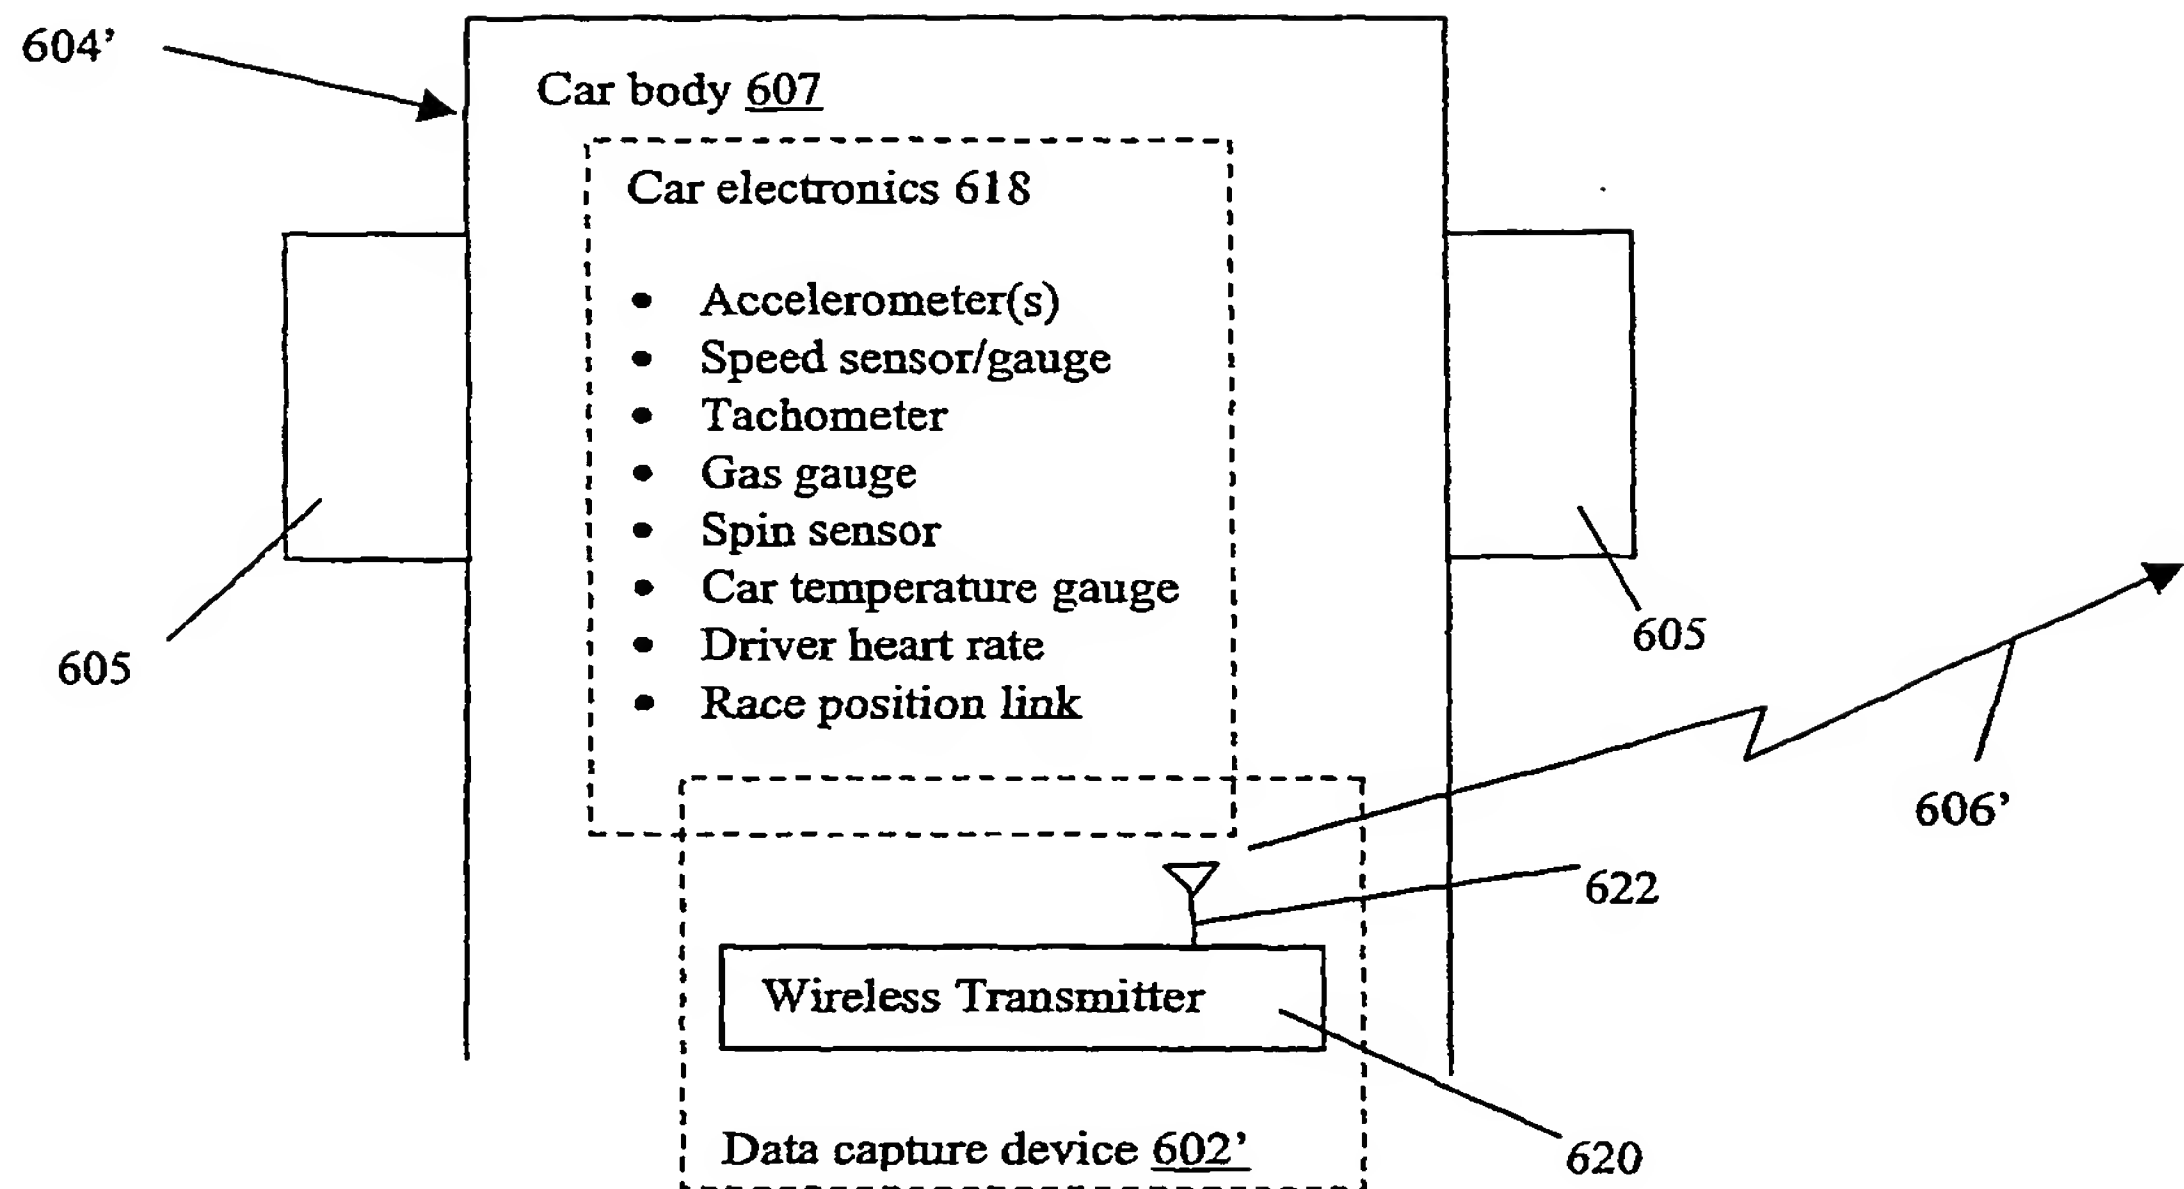 604’
Car body 607
Car electronics 618
• Accelerometer(s)
• Speed sensor/gauge
• Tachometer
• Gas gauge
• Spin sensor
• Car temperature gauge
• Driver heart rate
• Race position link
605
605
606’
622
Wireless Transmitter
620
Data capture device 602’